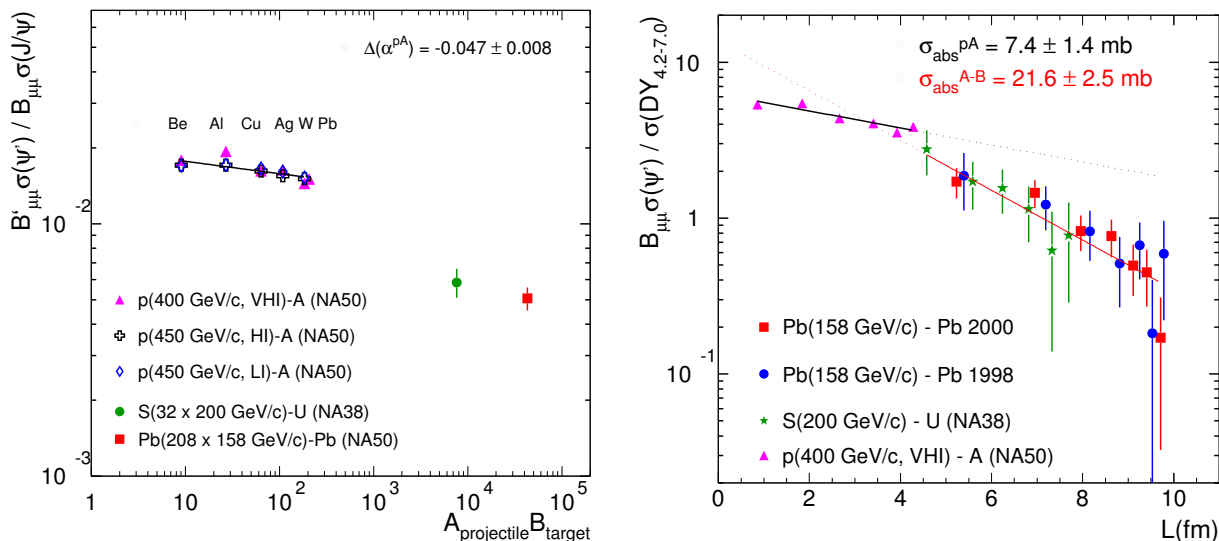 B'μμσ(ψ') / Bμμσ(J/ψ)
Δ(α^pA) = -0.047 ± 0.008
Be Al Cu Ag W Pb
10^-2
p(400 GeV/c, VHI)-A (NA50)
p(450 GeV/c, HI)-A (NA50)
p(450 GeV/c, LI)-A (NA50)
S(32 x 200 GeV/c)-U (NA38)
Pb(208 x 158 GeV/c)-Pb (NA50)
10^-3
1 10 10^2 10^3 10^4 10^5
A_projectile B_target
Bμμσ(ψ') / σ(DY_4.2-7.0)
σ_abs^pA = 7.4 ± 1.4 mb
σ_abs^A-B = 21.6 ± 2.5 mb
10
1
10^-1
Pb(158 GeV/c) - Pb 2000
Pb(158 GeV/c) - Pb 1998
S(200 GeV/c) - U (NA38)
p(400 GeV/c, VHI) - A (NA50)
0 2 4 6 8 10
L(fm)